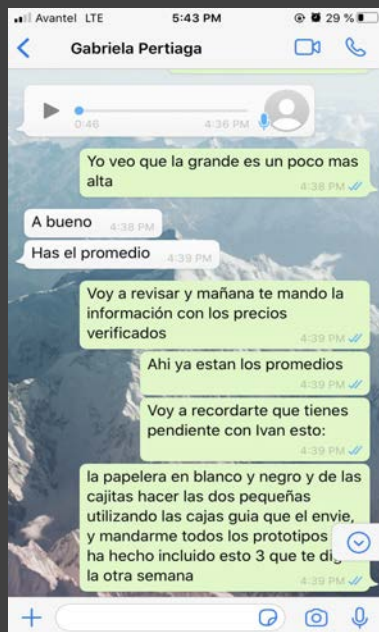 Avantel LTE 5:43 PM 29 %
Gabriela Pertiaga
0:46 4:36 PM
Yo veo que la grande es un poco mas
alta
4:38 PM
A bueno 4:38 PM
Has el promedio 4:39 PM
Voy a revisar y mañana te mando la
información con los precios
verificados
4:39 PM
Ahi ya estan los promedios
4:39 PM
Voy a recordarte que tienes
pendiente con Ivan esto:
4:39 PM
la papelera en blanco y negro y de las
cajitas hacer las dos pequeñas
utilizando las cajas guia que el envie,
y mandarme todos los prototipos
ha hecho incluido esto 3 que te
la otra semana
4:39 PM